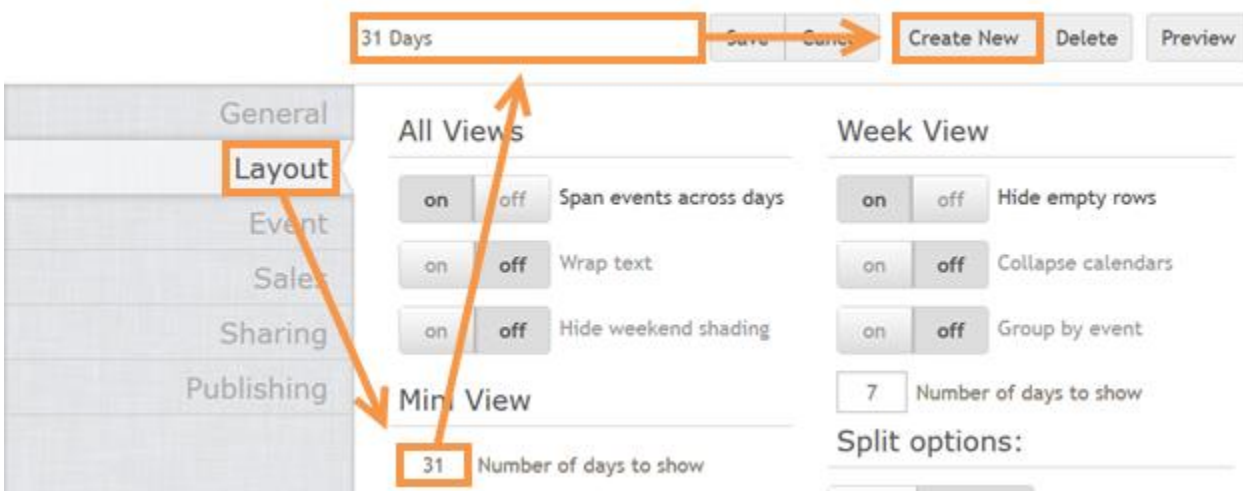 31 Days
Save Cancel Create New Delete Preview
General
Layout
Event
Sales
Sharing
Publishing
All Views
on off Span events across days
on off Wrap text
on off Hide weekend shading
Mini View
31 Number of days to show
Week View
on off Hide empty rows
on off Collapse calendars
on off Group by event
7 Number of days to show
Split options: